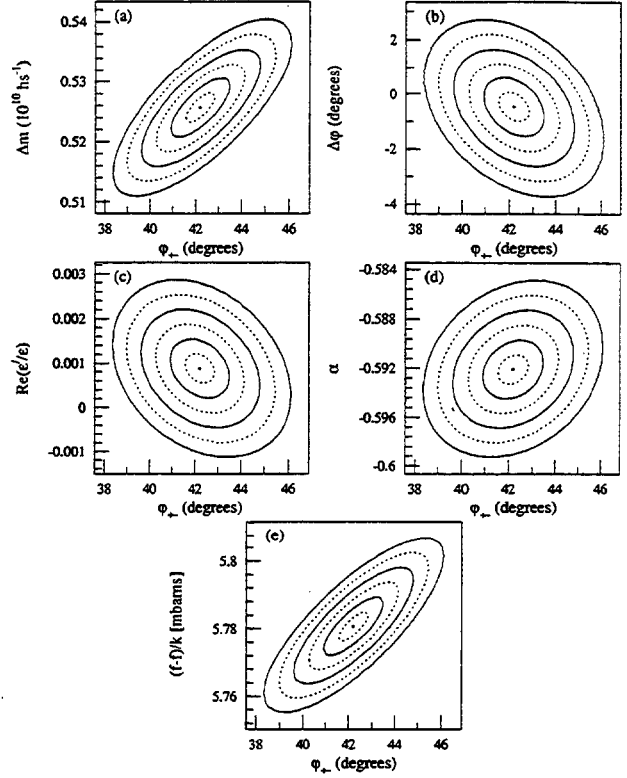 (a)
0.54
0.53
0.52
0.51
Δm (10¹⁰ ħs⁻¹)
38 40 42 44 46
φ₊₋ (degrees)
(b)
2
0
-2
-4
Δφ (degrees)
38 40 42 44 46
φ₊₋ (degrees)
(c)
0.003
0.002
0.001
0
-0.001
Re(ε'/ε)
38 40 42 44 46
φ₊₋ (degrees)
(d)
-0.584
-0.588
-0.592
-0.596
-0.6
α
38 40 42 44 46
φ₊₋ (degrees)
(e)
5.8
5.78
5.76
(f-f)/k [mbarns]
38 40 42 44 46
φ₊₋ (degrees)